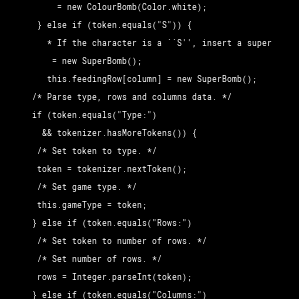 = new ColourBomb(Color.white);
} else if (token.equals("S")) {
* If the character is a ``S'', insert a super
= new SuperBomb();
this.feedingRow[column] = new SuperBomb();
/* Parse type, rows and columns data. */
if (token.equals("Type:")
&& tokenizer.hasMoreTokens()) {
/* Set token to type. */
token = tokenizer.nextToken();
/* Set game type. */
this.gameType = token;
} else if (token.equals("Rows:")
/* Set token to number of rows. */
/* Set number of rows. */
rows = Integer.parseInt(token);
} else if (token.equals("Columns:")